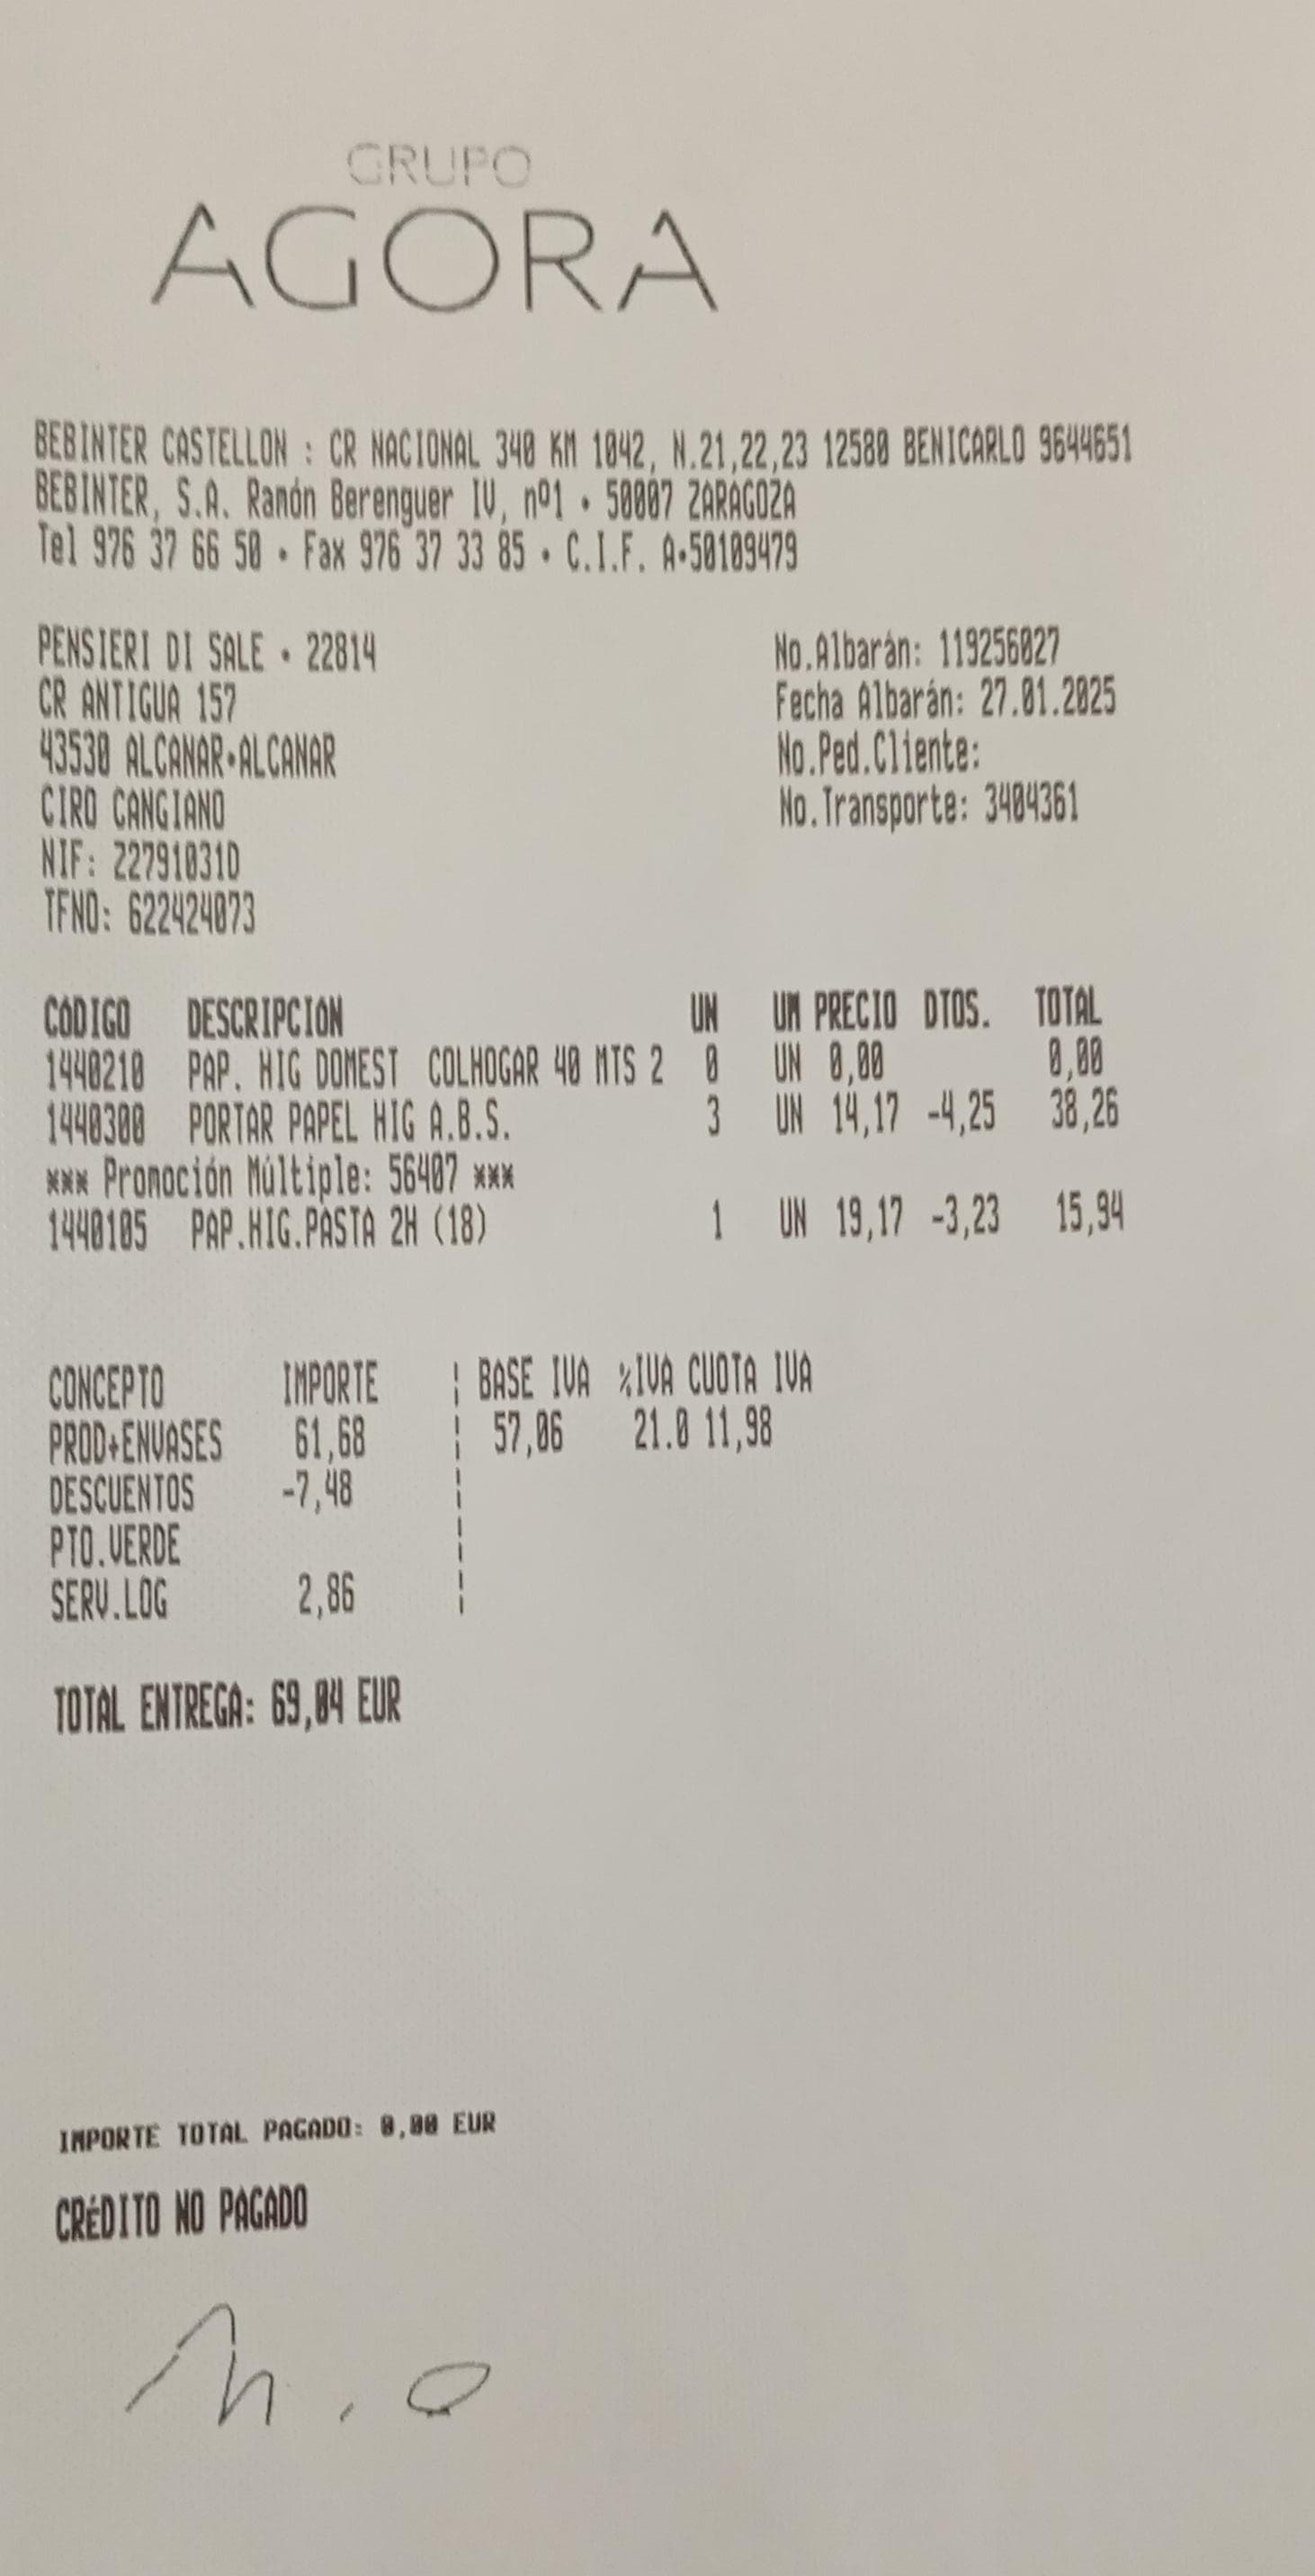 GRUPO
AGORA
BEBINTER CASTELLON : CR NACIONAL 340 KM 1042, N.21,22,23 12580 BENICARLO 9644651
BEBINTER, S.A. Ramón Berenguer IV, nº1 • 50007 ZARAGOZA
Tel 976 37 66 50 • Fax 976 37 33 85 • C.I.F. A•50109479
PENSIERI DI SALE • 22814 No.Albarán: 119256027
CR ANTIGUA 157 Fecha Albarán: 27.01.2025
43530 ALCANAR•ALCANAR No.Ped.Cliente:
CIRO CANGIANO No.Transporte: 3404361
NIF: 22791031D
TFNO: 622424073
CÓDIGO DESCRIPCIÓN UN UM PRECIO DTOS. TOTAL
1440210 PAP. HIG DOMEST COLHOGAR 40 MTS 2 0 UN 0,00 0,00
1440300 PORTAR PAPEL HIG A.B.S. 3 UN 14,17 -4,25 38,26
*** Promoción Múltiple: 56407 ***
1440105 PAP.HIG.PASTA 2H (18) 1 UN 19,17 -3,23 15,94
CONCEPTO IMPORTE ¦ BASE IVA %IVA CUOTA IVA
PROD+ENVASES 61,68 ¦ 57,06 21.0 11,98
DESCUENTOS -7,48 ¦
PTO.VERDE ¦
SERV.LOG 2,86 ¦
TOTAL ENTREGA: 69,04 EUR
IMPORTE TOTAL PAGADO: 0,00 EUR
CRÉDITO NO PAGADO